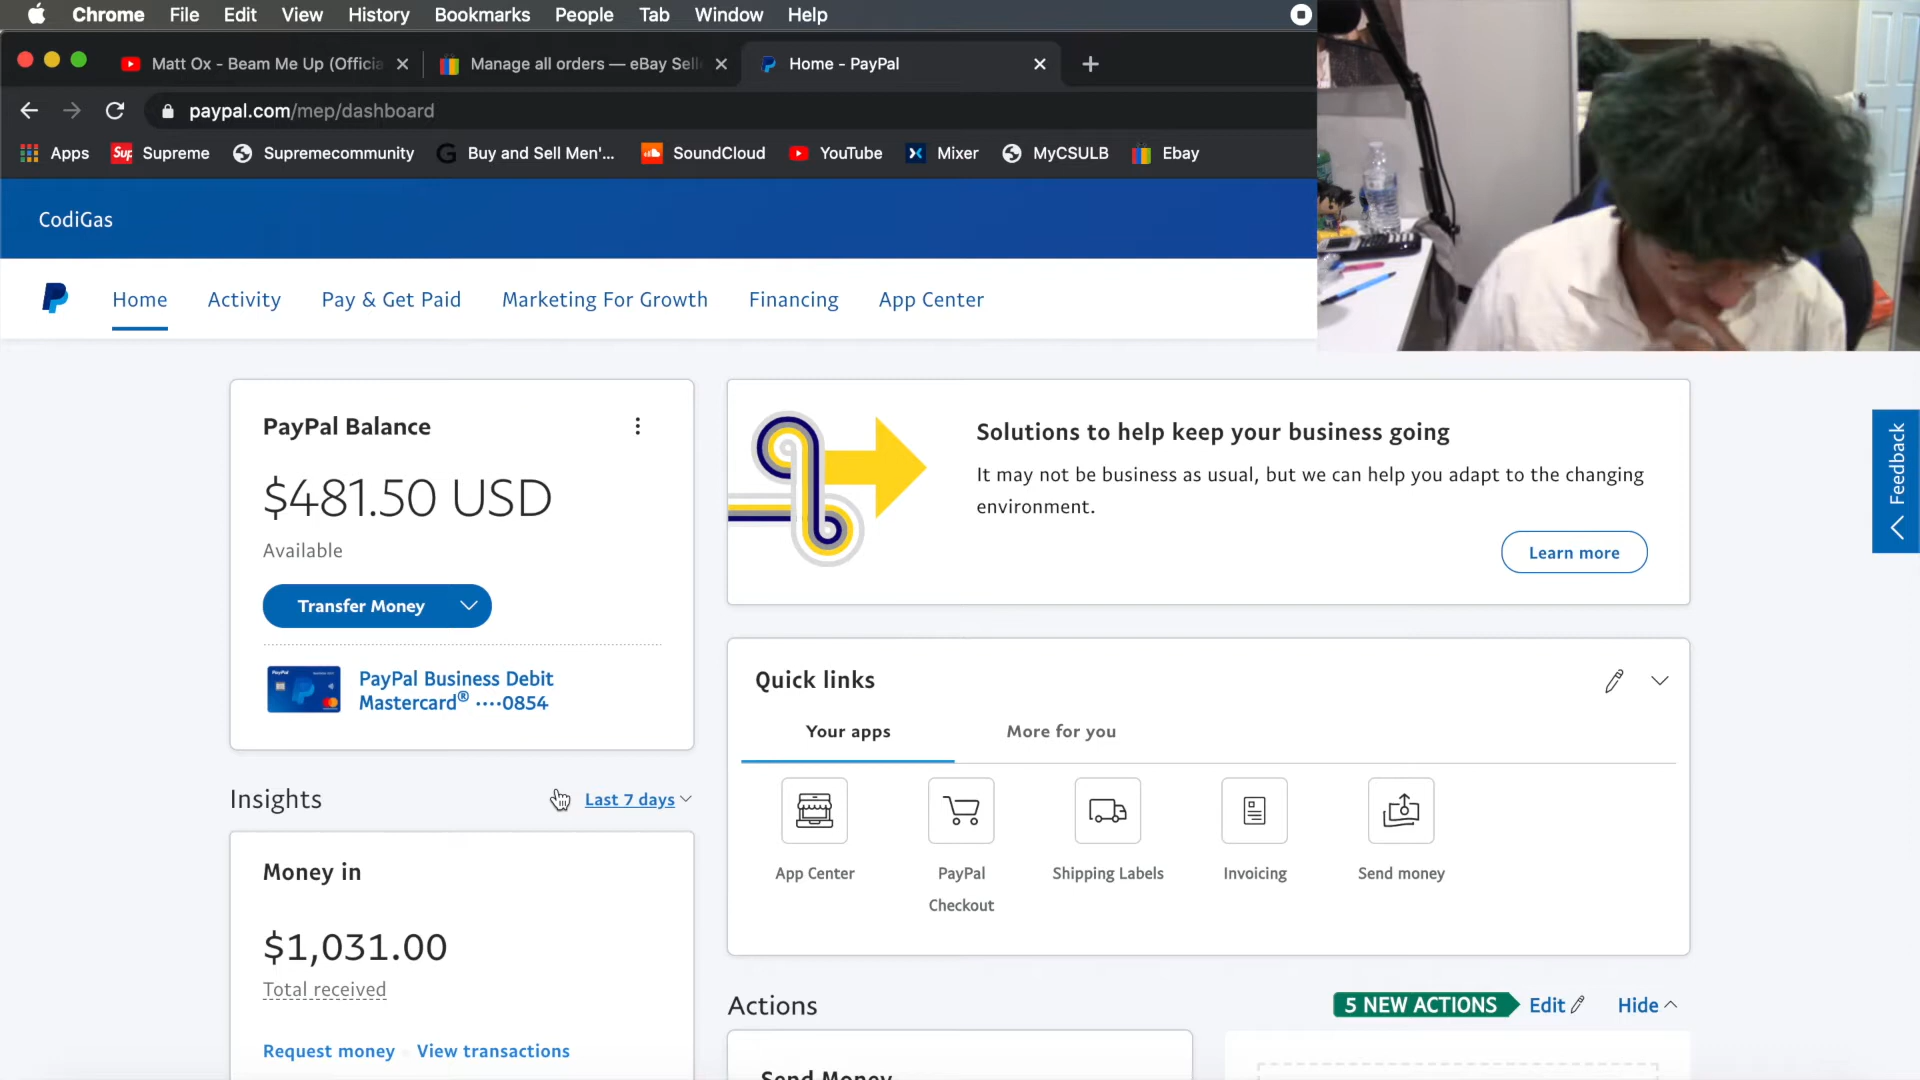 Chrome File Edit View History Bookmarks People Tab Window Help
Matt Ox - Beam Me Up (Officia
Manage all orders — eBay Sell
Home - PayPal
paypal.com/mep/dashboard
Apps Sup Supreme Supremecommunity G Buy and Sell Men'... SoundCloud YouTube Mixer MyCSULB Ebay
CodiGas
Home Activity Pay & Get Paid Marketing For Growth Financing App Center
PayPal Balance
$481.50 USD
Available
Transfer Money
PayPal
PayPal Business Debit
Mastercard® ····0854
Insights
Last 7 days
Money in
$1,031.00
Total received
Request money View transactions
Solutions to help keep your business going
It may not be business as usual, but we can help you adapt to the changing
environment.
Learn more
Feedback
Quick links
Your apps More for you
App Center
PayPal
Checkout
Shipping Labels
Invoicing
Send money
Actions
5 NEW ACTIONS Edit Hide
Send Money